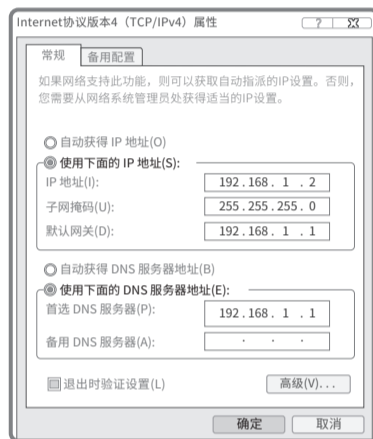 Internet协议版本4（TCP/IPv4）属性
常规 备用配置
如果网络支持此功能，则可以获取自动指派的IP设置。否则，
您需要从网络系统管理员处获得适当的IP设置。
自动获得 IP 地址(O)
使用下面的 IP 地址(S):
IP 地址(I): 192.168. 1 . 2
子网掩码(U): 255.255.255. 0
默认网关(D): 192.168. 1 . 1
自动获得 DNS 服务器地址(B)
使用下面的 DNS 服务器地址(E):
首选 DNS 服务器(P): 192.168. 1 . 1
备用 DNS 服务器(A): . . .
退出时验证设置(L) 高级(V)...
确定 取消